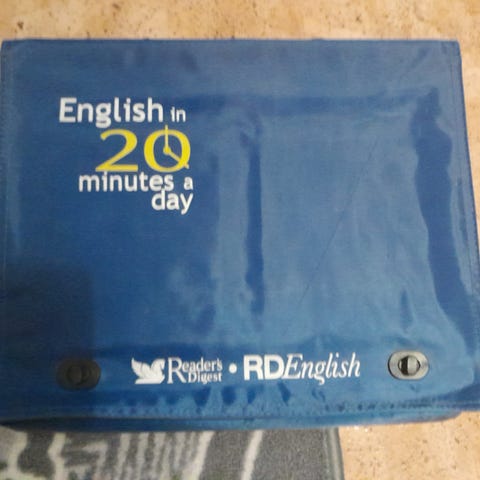 English in
20
minutes a
day
Reader's
Digest
• RDEnglish